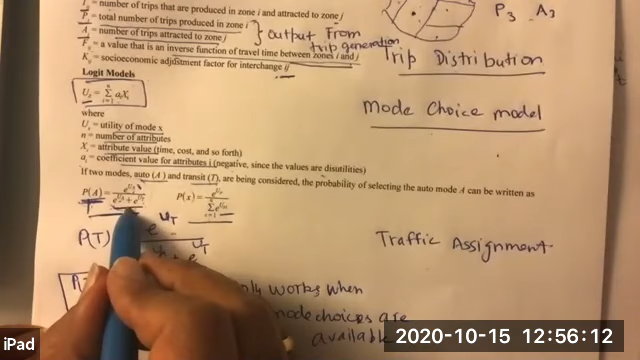 T = number of trips that are produced in zone i and attracted to zone j
P = total number of trips produced in zone i
A = number of trips attracted to zone j
} output from trip generation
F = a value that is an inverse function of travel time between zones i and j
K = socioeconomic adjustment factor for interchange ij
P₃ A₃
Trip Distribution
Logit Models
Uₓ = Σ aᵢXᵢ
Mode Choice model
where
Uₓ = utility of mode x
n = number of attributes
Xᵢ = attribute value (time, cost, and so forth)
aᵢ = coefficient value for attributes i (negative, since the values are disutilities)
If two modes, auto (A) and transit (T), are being considered, the probability of selecting the auto mode A can be written as
P(A) = P(x) =
P(T)
Traffic Assignment
works when
mode choices are
available
iPad
2020-10-15 12:56:12